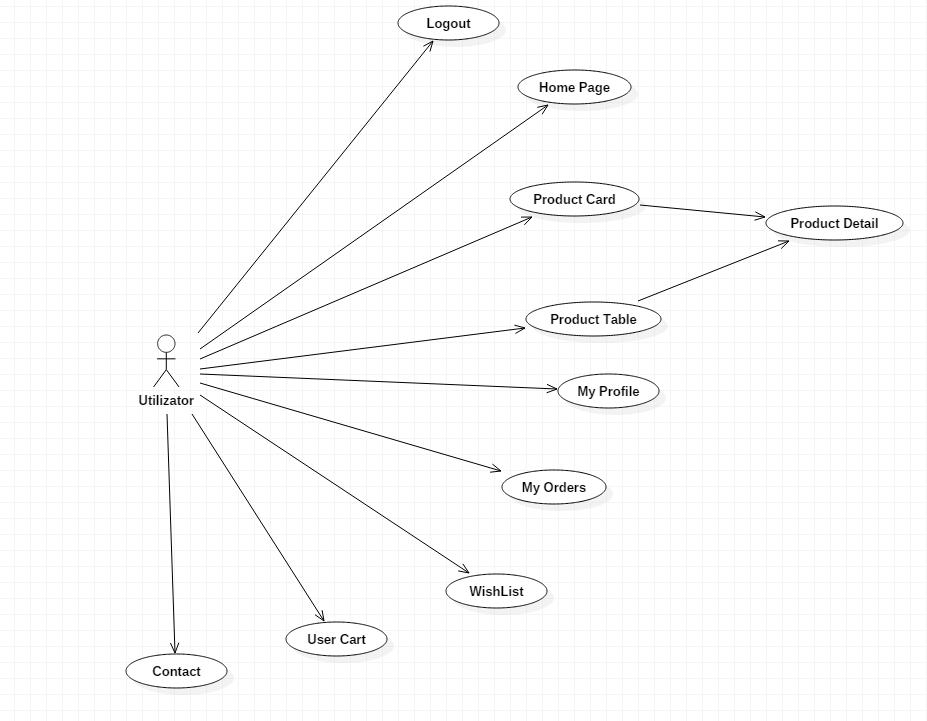 Logout
Home Page
Product Card
Product Detail
Product Table
My Profile
Utilizator
My Orders
WishList
User Cart
Contact